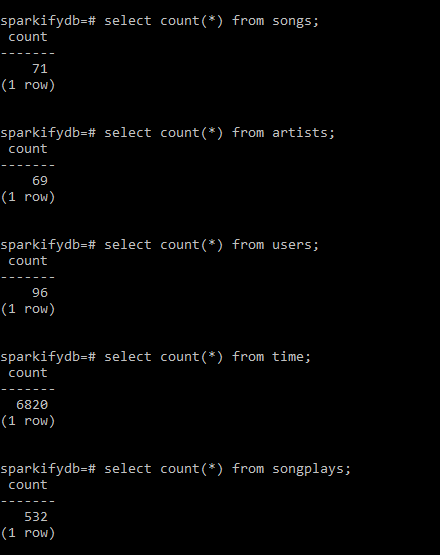 sparkifydb=# select count(*) from songs;
 count
-------
    71
(1 row)
sparkifydb=# select count(*) from artists;
 count
-------
    69
(1 row)
sparkifydb=# select count(*) from users;
 count
-------
    96
(1 row)
sparkifydb=# select count(*) from time;
 count
-------
  6820
(1 row)
sparkifydb=# select count(*) from songplays;
 count
-------
   532
(1 row)